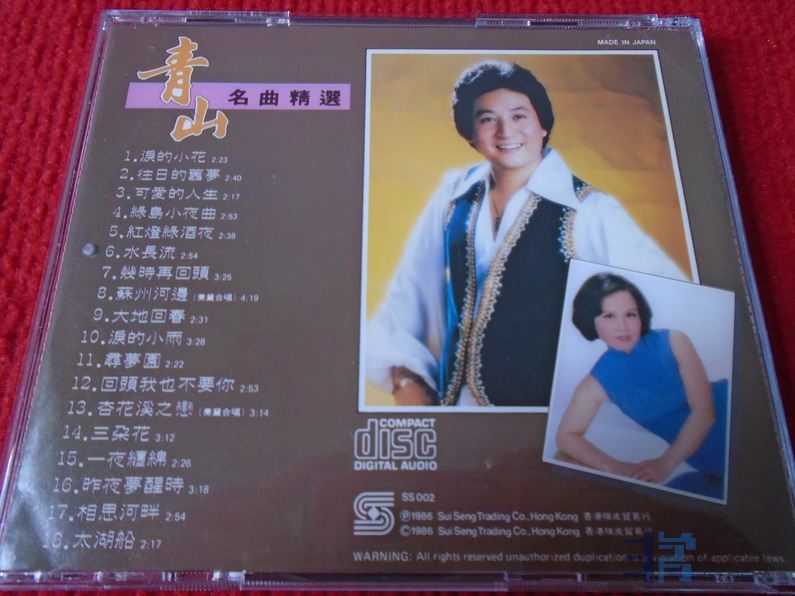 MADE IN JAPAN
青山
名曲精選
1.淚的小花 2:23
2.往日的舊夢 2:40
3.可愛的人生 2:17
4.綠島小夜曲 2:53
5.紅燈綠酒夜 2:38
6.水長流 2:54
7.幾時再回頭 3:25
8.蘇州河邊(美黛合唱) 4:19
9.大地回春 2:31
10.淚的小雨 3:28
11.尋夢園 2:22
12.回頭我也不要你 2:53
13.杏花溪之戀(美黛合唱) 3:14
14.三朵花 3:12
15.一夜纏綿 2:26
16.昨夜夢醒時 3:18
17.相思河畔 2:54
18.太湖船 2:17
COMPACT
disc
DIGITAL AUDIO
SS 002
℗1986 Sui Seng Trading Co., Hong Kong 香港瑞成貿易行
©1986 Sui Seng Trading Co., Hong Kong 香港瑞成貿易行
WARNING: All rights reserved unauthorized duplication is a violation of applicable laws.